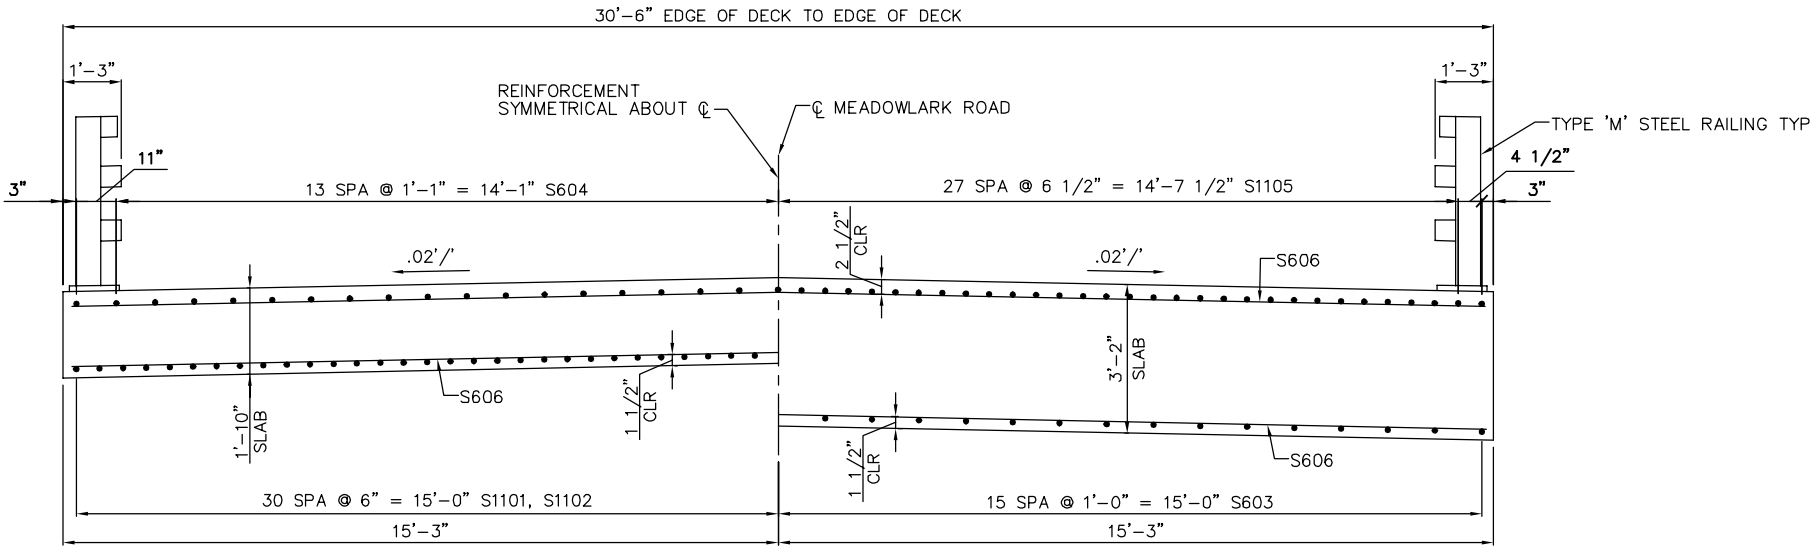 30'-6" EDGE OF DECK TO EDGE OF DECK
1'-3"
1'-3"
REINFORCEMENT
SYMMETRICAL ABOUT ℄
℄ MEADOWLARK ROAD
TYPE 'M' STEEL RAILING TYP
11"
4 1/2"
3"
13 SPA @ 1'-1" = 14'-1" S604
27 SPA @ 6 1/2" = 14'-7 1/2" S1105
3"
2 1/2"
CLR
.02'/'
.02'/'
S606
3'-2"
SLAB
S606
1 1/2"
CLR
1'-10"
SLAB
1 1/2"
CLR
S606
30 SPA @ 6" = 15'-0" S1101, S1102
15 SPA @ 1'-0" = 15'-0" S603
15'-3"
15'-3"